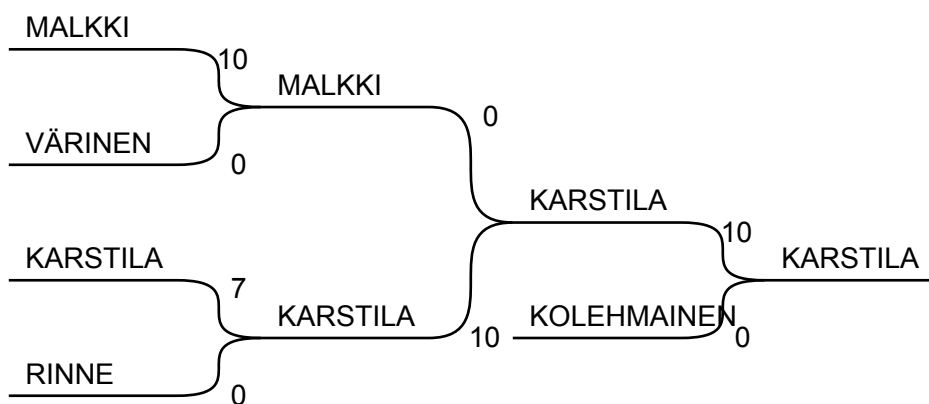 MALKKI
10
MALKKI
0
VÄRINEN
0
KARSTILA
10
KARSTILA
KARSTILA
7
KARSTILA
10
KOLEHMAINEN
0
RINNE
0